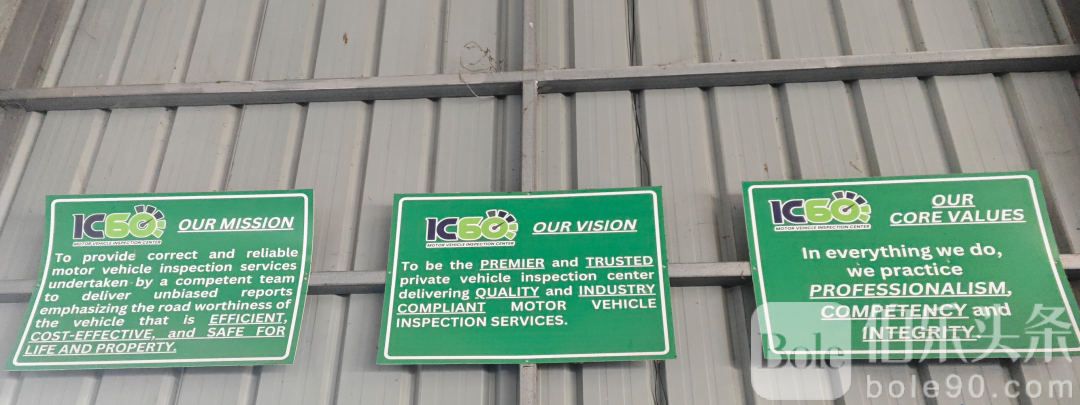 IC60
MOTOR VEHICLE INSPECTION CENTER
OUR MISSION
To provide correct and reliable
motor vehicle inspection services
undertaken by a competent team
to deliver unbiased reports
emphasizing the road worthiness of
the vehicle that is EFFICIENT,
COST-EFFECTIVE, and SAFE FOR
LIFE AND PROPERTY.
IC60
MOTOR VEHICLE INSPECTION CENTER
OUR VISION
To be the PREMIER and TRUSTED
private vehicle inspection center
delivering QUALITY and INDUSTRY
COMPLIANT MOTOR VEHICLE
INSPECTION SERVICES.
IC60
MOTOR VEHICLE INSPECTION CENTER
OUR
CORE VALUES
In everything we do,
we practice
PROFESSIONALISM,
COMPETENCY and
INTEGRITY.
Bole
伯乐头条
bole90.com